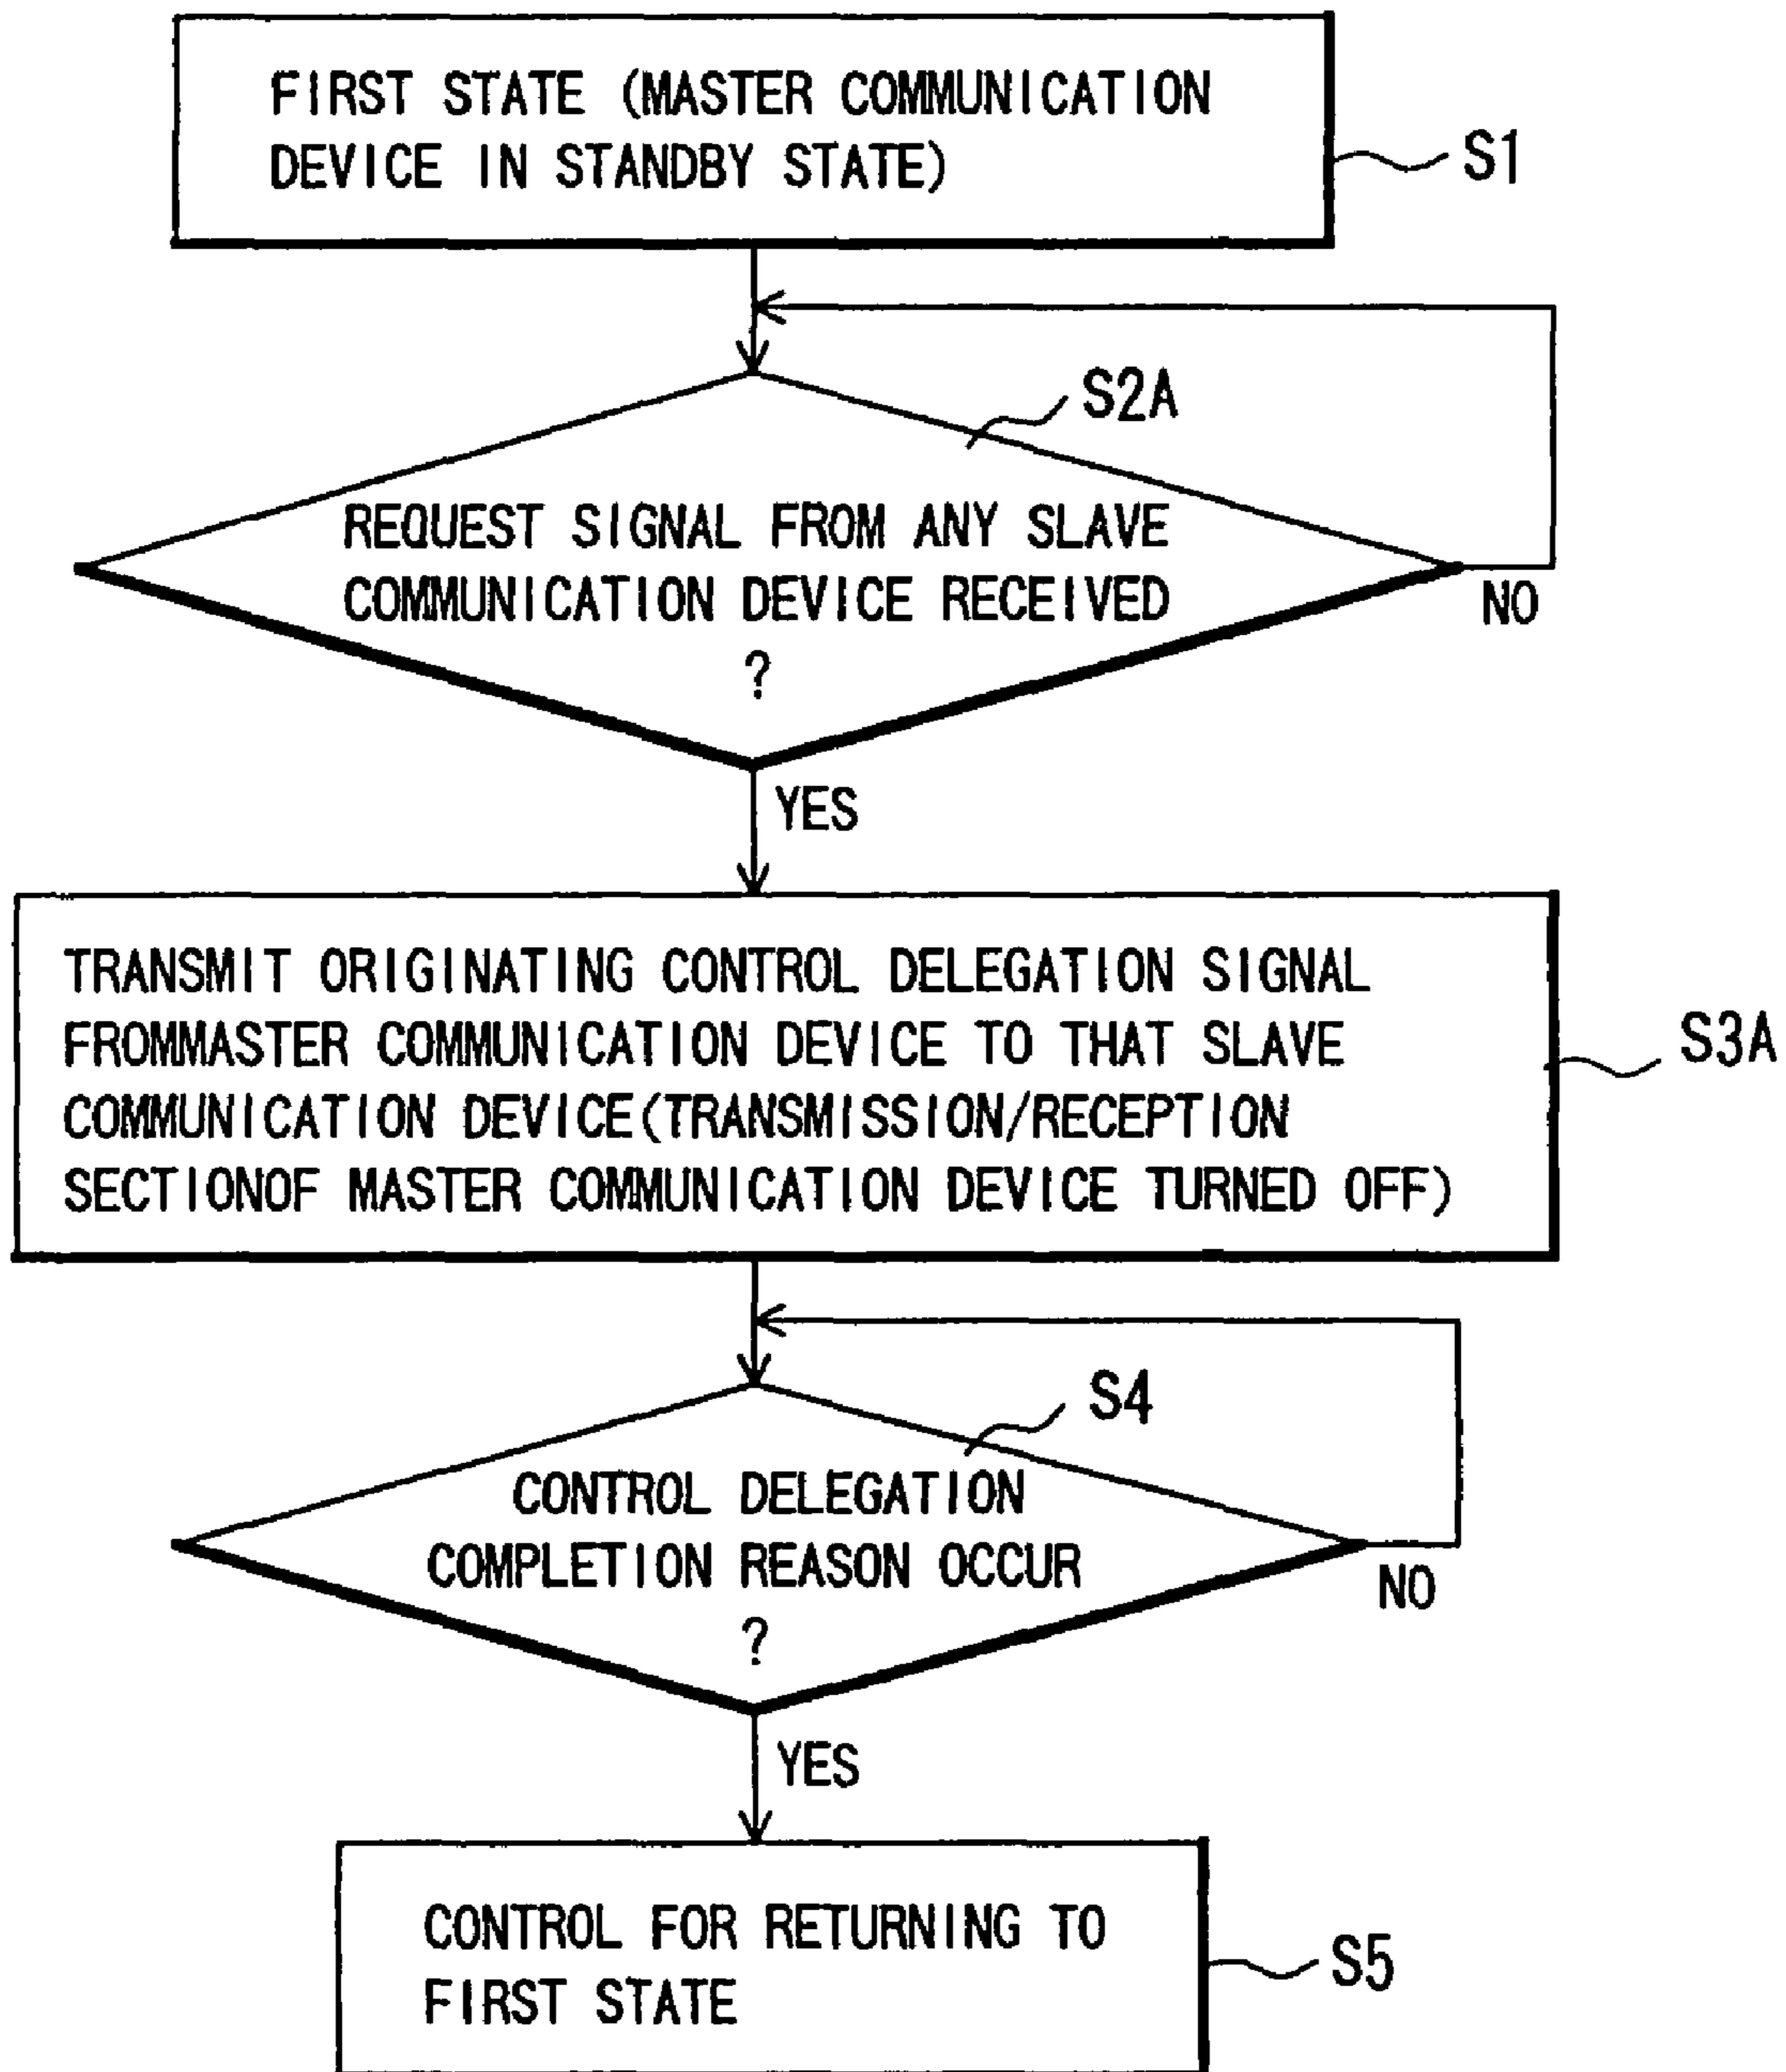 FIRST STATE (MASTER COMMUNICATION
DEVICE IN STANDBY STATE)
S1
S2A
REQUEST SIGNAL FROM ANY SLAVE
COMMUNICATION DEVICE RECEIVED
?
NO
YES
TRANSMIT ORIGINATING CONTROL DELEGATION SIGNAL
FROMMASTER COMMUNICATION DEVICE TO THAT SLAVE
COMMUNICATION DEVICE(TRANSMISSION/RECEPTION
SECTIONOF MASTER COMMUNICATION DEVICE TURNED OFF)
S3A
S4
CONTROL DELEGATION
COMPLETION REASON OCCUR
?
NO
YES
CONTROL FOR RETURNING TO
FIRST STATE
S5